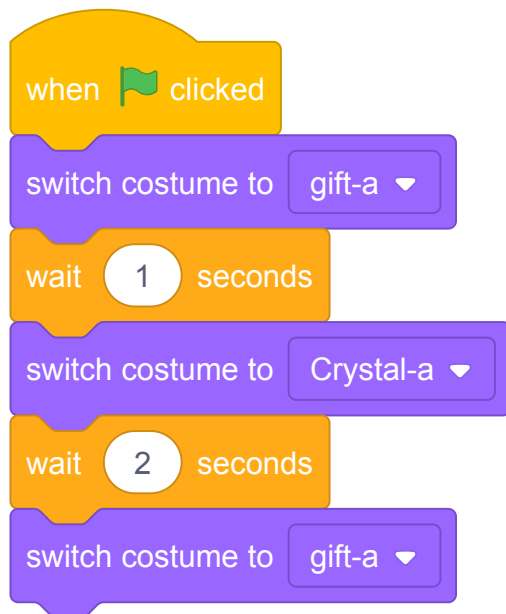 when clicked
switch costume to gift-a
wait 1 seconds
switch costume to Crystal-a
wait 2 seconds
switch costume to gift-a